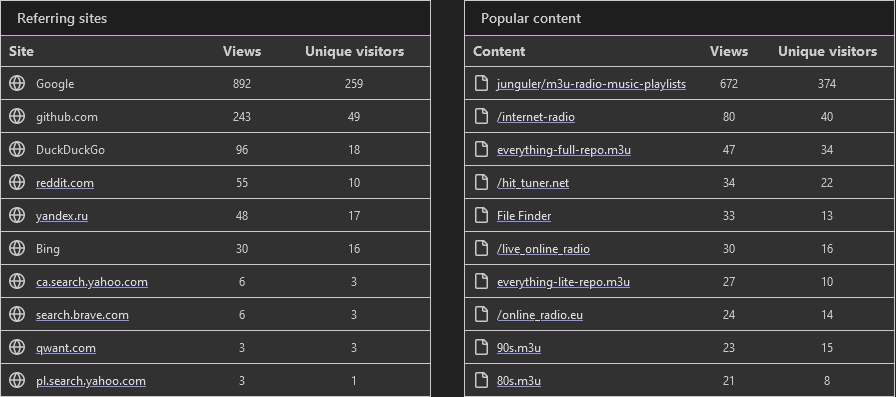 Referring sites
Site Views Unique visitors
Google 892 259
github.com 243 49
DuckDuckGo 96 18
reddit.com 55 10
yandex.ru 48 17
Bing 30 16
ca.search.yahoo.com 6 3
search.brave.com 6 3
qwant.com 3 3
pl.search.yahoo.com 3 1
Popular content
Content Views Unique visitors
junguler/m3u-radio-music-playlists 672 374
/internet-radio 80 40
everything-full-repo.m3u 47 34
/hit_tuner.net 34 22
File Finder 33 13
/live_online_radio 30 16
everything-lite-repo.m3u 27 10
/online_radio.eu 24 14
90s.m3u 23 15
80s.m3u 21 8